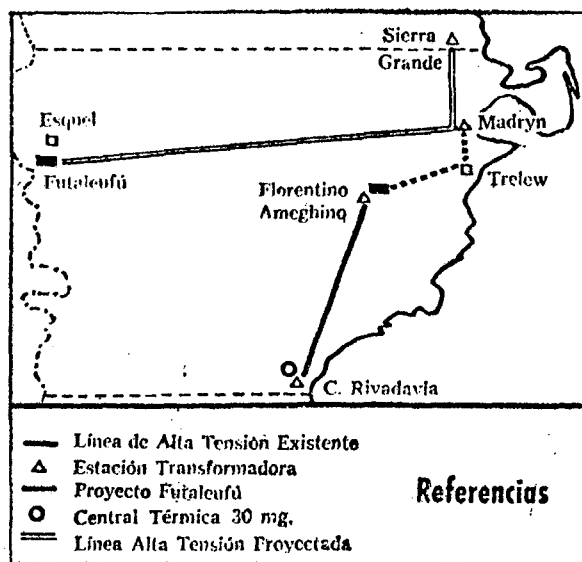 Sierra
Grande
Esquel
Madryn
Futaleufú
Florentino
Ameghino
Trelew
C. Rivadavia
Línea de Alta Tensión Existente
Estación Transformadora
Proyecto Futaleufú
Central Térmica 30 mg.
Línea Alta Tensión Proyectada
Referencias